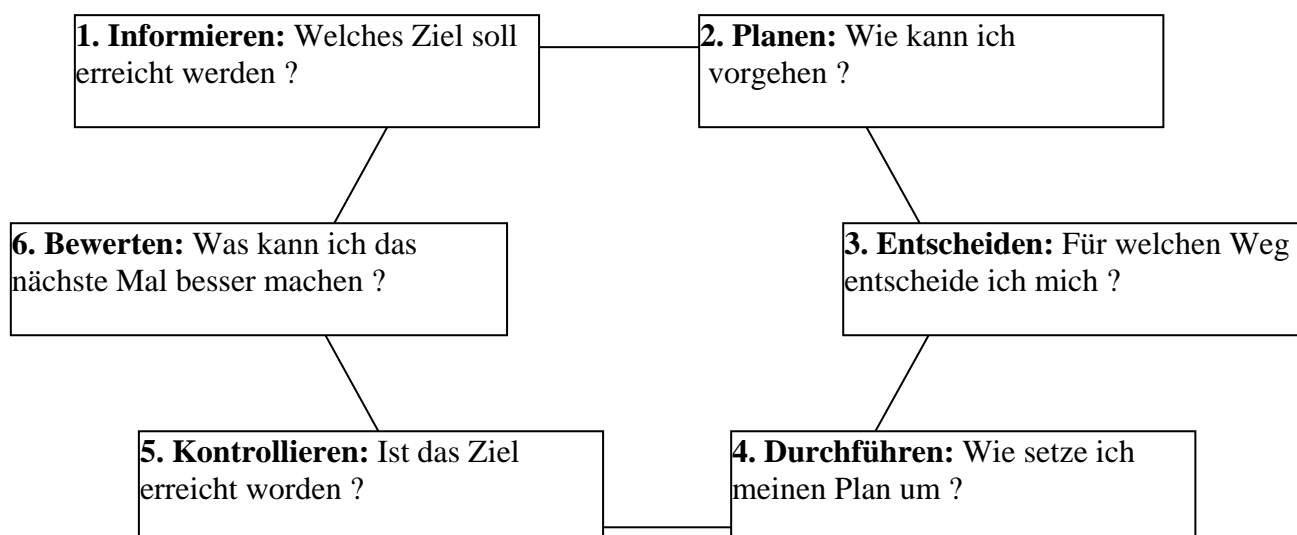 1. Informieren: Welches Ziel soll
erreicht werden ?
2. Planen: Wie kann ich
vorgehen ?
3. Entscheiden: Für welchen Weg
entscheide ich mich ?
4. Durchführen: Wie setze ich
meinen Plan um ?
5. Kontrollieren: Ist das Ziel
erreicht worden ?
6. Bewerten: Was kann ich das
nächste Mal besser machen ?